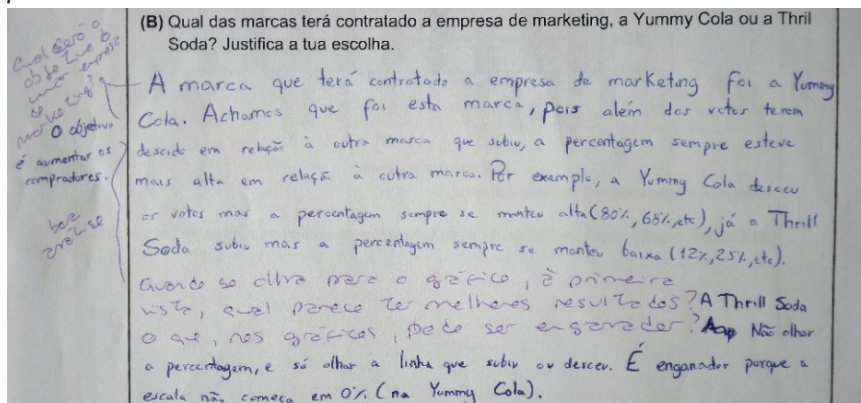 (B) Qual das marcas terá contratado a empresa de marketing, a Yummy Cola ou a Thril
Soda? Justifica a tua escolha.
Qual será o
objetivo
uma empresa
de
marketing?
O objetivo
é aumentar os
compradores.
boa
análise
A marca que terá contratado a empresa de marketing foi a Yummy
Cola. Achamos que foi esta marca, pois além dos votos terem
descido em relação à outra marca que subiu, a percentagem sempre esteve
mais alta em relação à outra marca. Por exemplo, a Yummy Cola desceu
os votos mas a percentagem sempre se manteu alta (80%, 68%, etc), já a Thrill
Soda subiu mas a percentagem sempre se manteu baixa (12%, 25%, etc).
Quando se olha para o gráfico, à primeira
vista, qual parece ter melhores resultados? A Thrill Soda
O que, nos gráficos, pode ser enganador? Não olhar
a percentagem, e só olhar a linha que subiu ou desceu. É enganador porque a
escala não começa em 0% (na Yummy Cola).